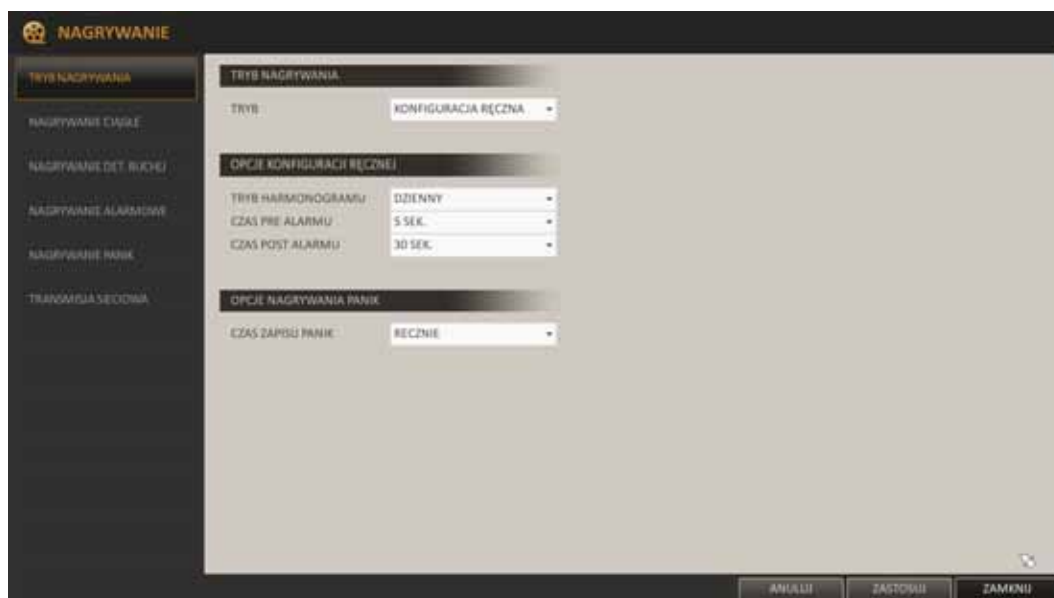 NAGRYWANIE
TRYB NAGRYWANIA
NAGRYWANIE CIĄGŁE
NAGRYWANIE DET. RUCHU
NAGRYWANIE ALARMOWE
NAGRYWANIE PANIK
TRANSMISJA SIECIOWA
TRYB NAGRYWANIA
TRYB KONFIGURACJA RĘCZNA
OPCJE KONFIGURACJI RĘCZNEJ
TRYB HARMONOGRAMU DZIENNY
CZAS PRE ALARMU 5 SEK.
CZAS POST ALARMU 30 SEK.
OPCJE NAGRYWANIA PANIK
CZAS ZAPISU PANIK RECZNIE
ANULUJ ZASTOSUJ ZAMKNIJ